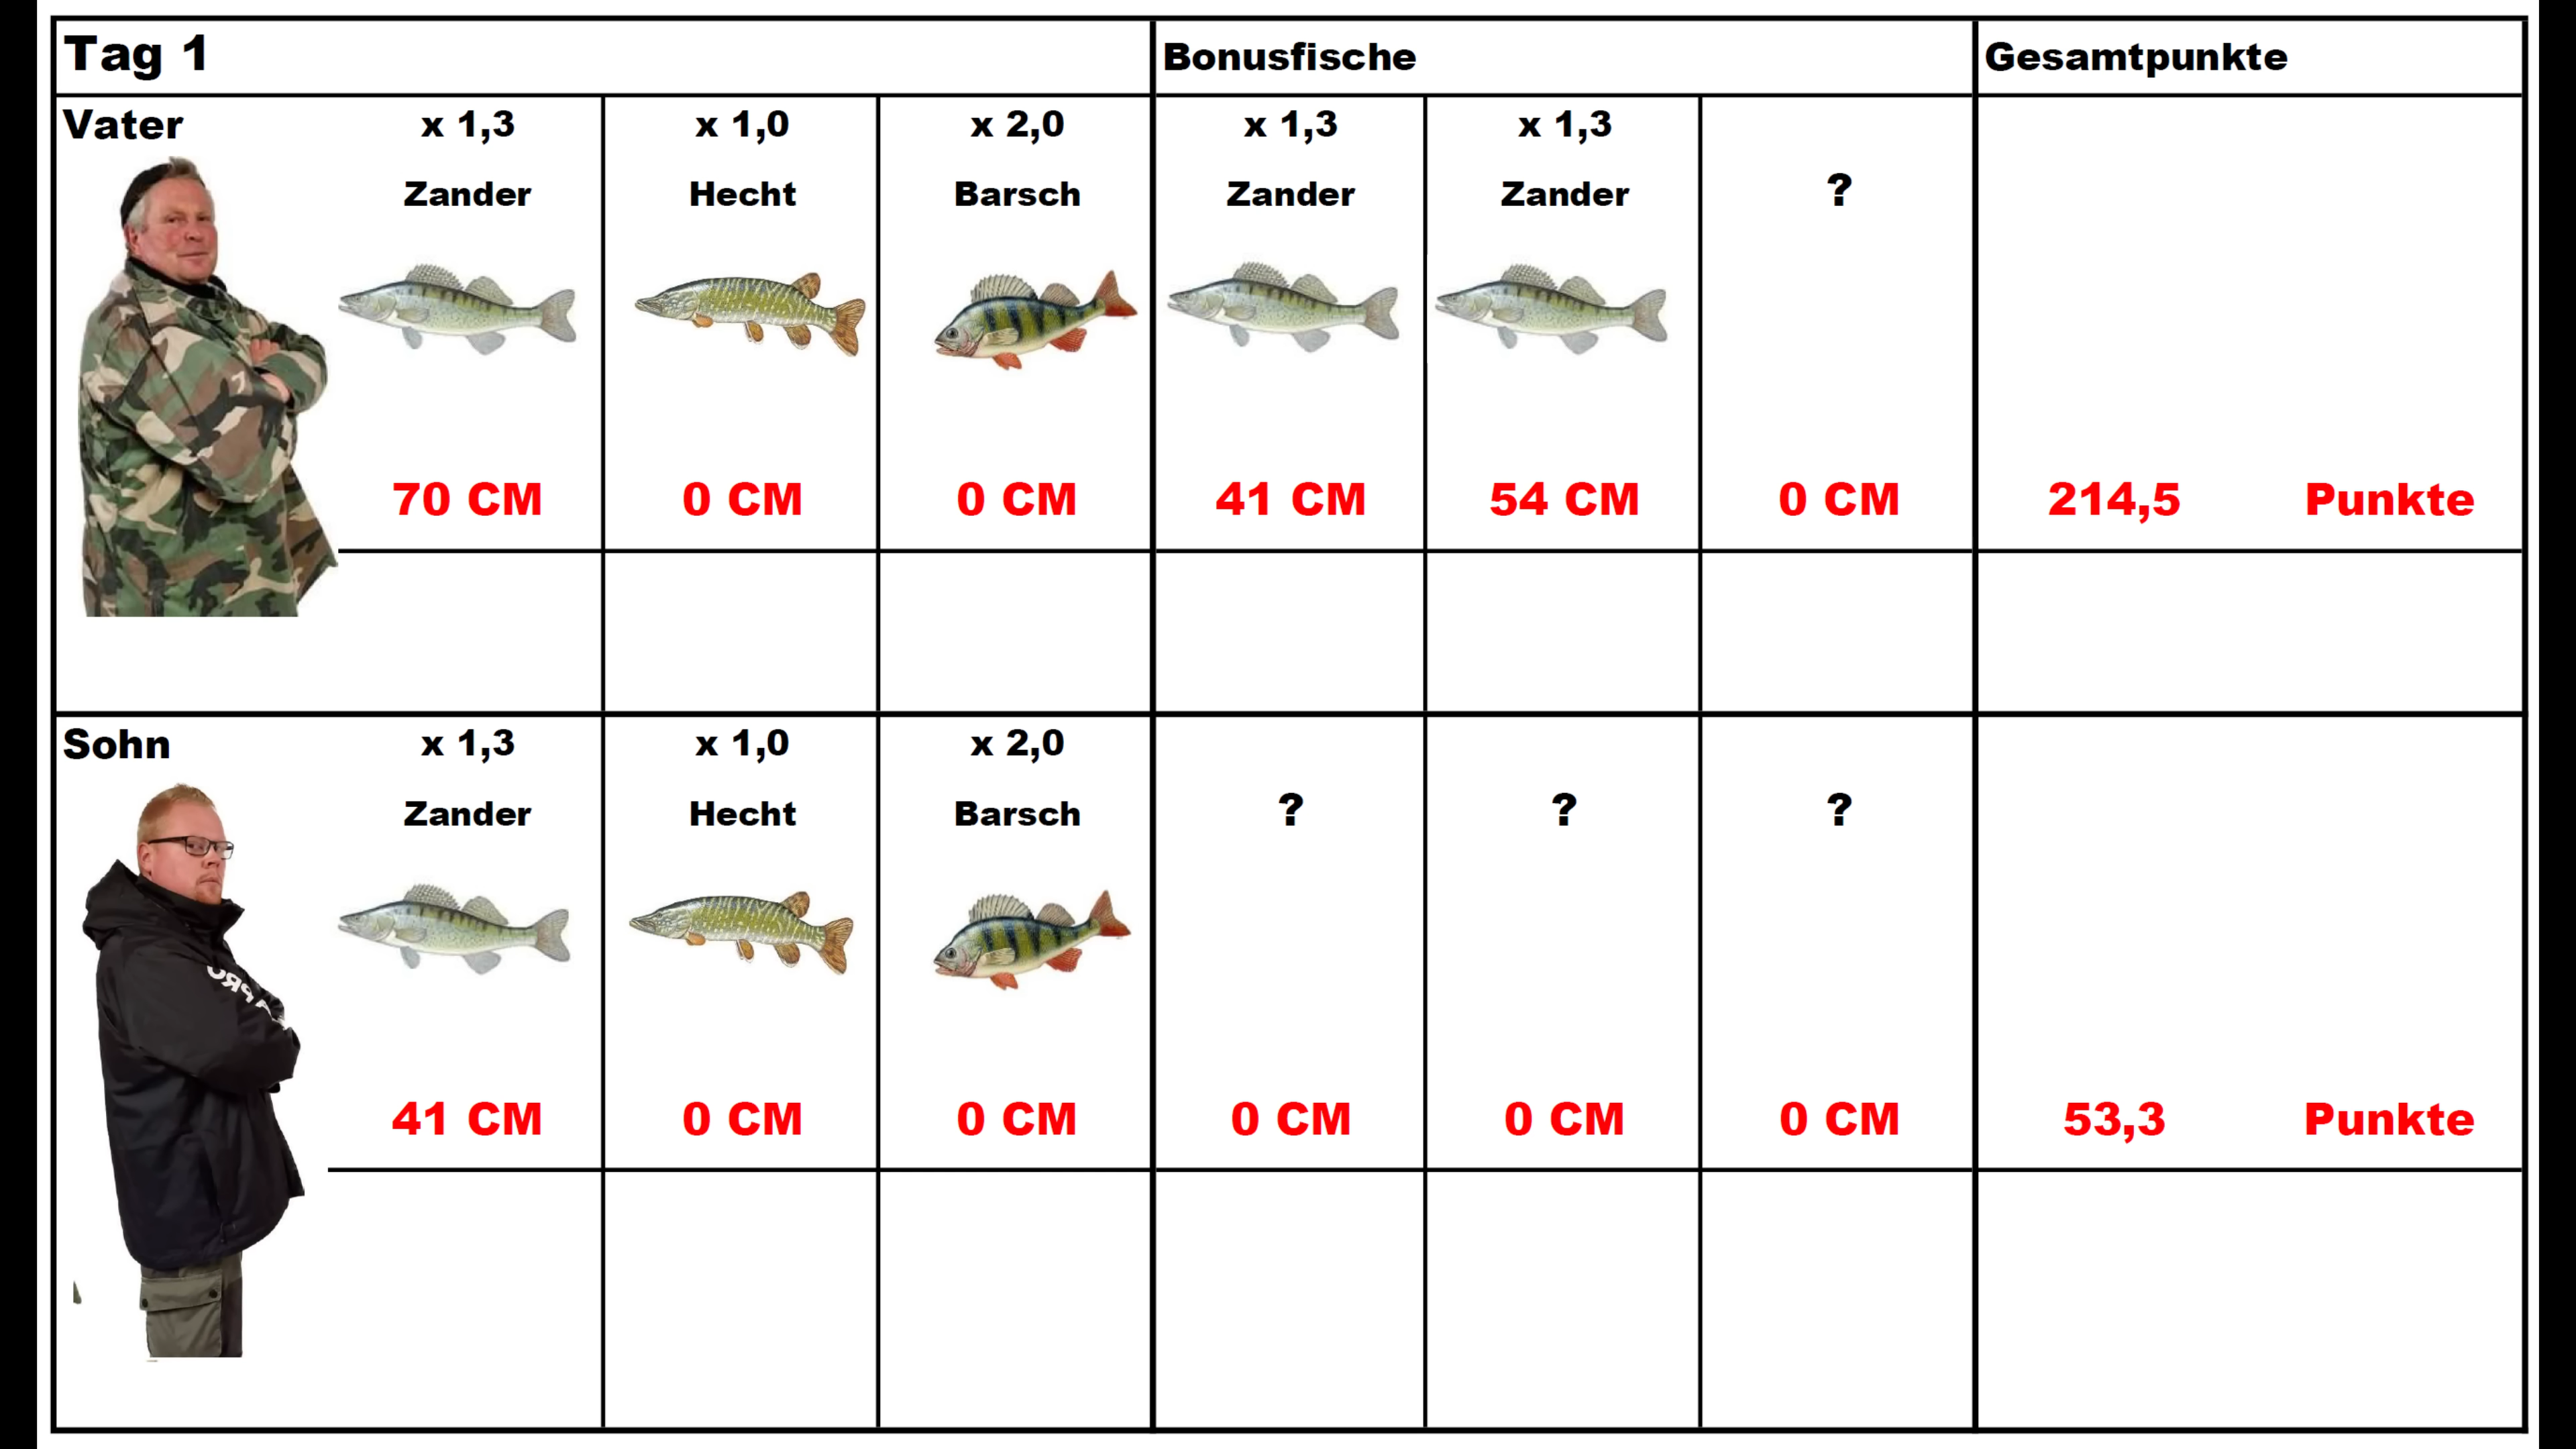 Tag 1 Bonusfische Gesamtpunkte
Vater x 1,3 x 1,0 x 2,0 x 1,3 x 1,3
Zander Hecht Barsch Zander Zander ?
70 CM 0 CM 0 CM 41 CM 54 CM 0 CM 214,5 Punkte
Sohn x 1,3 x 1,0 x 2,0
Zander Hecht Barsch ? ? ?
41 CM 0 CM 0 CM 0 CM 0 CM 0 CM 53,3 Punkte